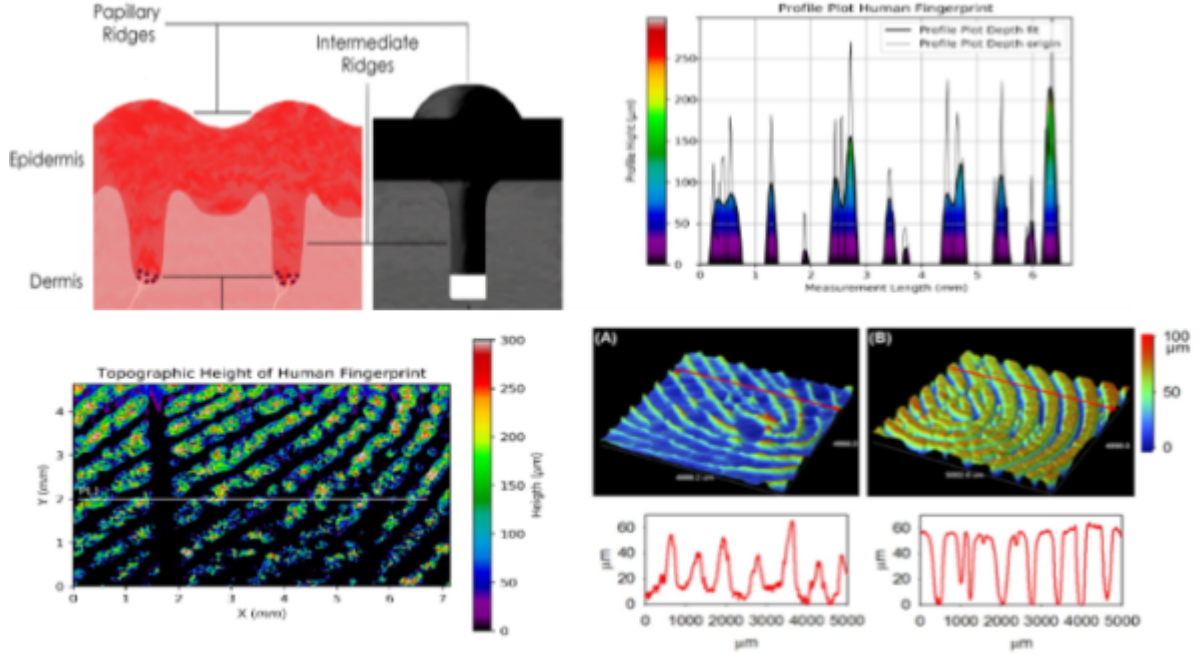 Papillary
Ridges
Intermediate
Ridges
Epidermis
Dermis
Profile Plot Human Fingerprint
Profile Plot Depth fit
Profile Plot Depth origin
Profile Hight (µm)
250
200
150
100
50
0
0 1 2 3 4 5 6
Measurement Length (mm)
Topographic Height of Human Fingerprint
Y (mm)
4
3
2
1
0
0 1 2 3 4 5 6 7
X (mm)
300
250
200
150
100
50
0
Heigth (µm)
(A)
(B)
100
µm
50
0
µm
60
40
20
0
0 1000 2000 3000 4000 5000
µm
µm
60
40
20
0
0 1000 2000 3000 4000 5000
µm